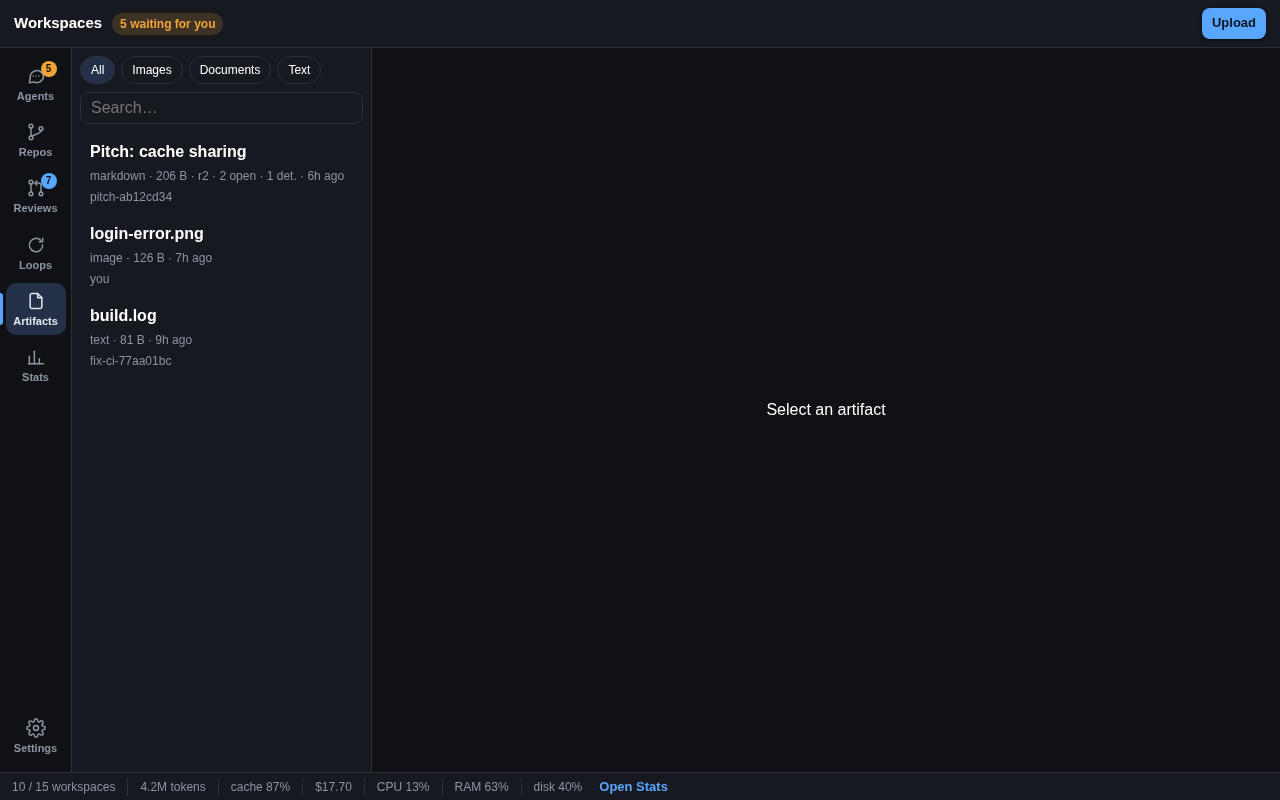 Workspaces
5 waiting for you
Upload
5
Agents
Repos
7
Reviews
Loops
Artifacts
Stats
Settings
All
Images
Documents
Text
Search…
Pitch: cache sharing
markdown · 206 B · r2 · 2 open · 1 det. · 6h ago
pitch-ab12cd34
login-error.png
image · 126 B · 7h ago
you
build.log
text · 81 B · 9h ago
fix-ci-77aa01bc
Select an artifact
10 / 15 workspaces
4.2M tokens
cache 87%
$17.70
CPU 13%
RAM 63%
disk 40%
Open Stats